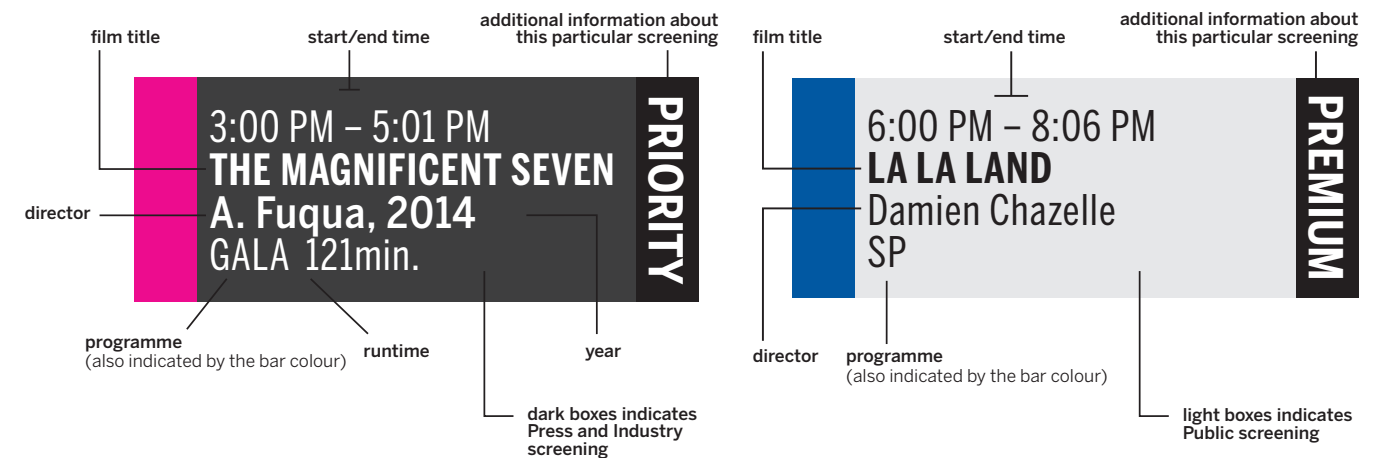 film title
start/end time
additional information about
this particular screening
3:00 PM – 5:01 PM
THE MAGNIFICENT SEVEN
A. Fuqua, 2014
GALA 121min.
PRIORITY
director
programme
(also indicated by the bar colour)
runtime
year
dark boxes indicates
Press and Industry
screening
film title
start/end time
additional information about
this particular screening
6:00 PM – 8:06 PM
LA LA LAND
Damien Chazelle
SP
PREMIUM
director
programme
(also indicated by the bar colour)
light boxes indicates
Public screening